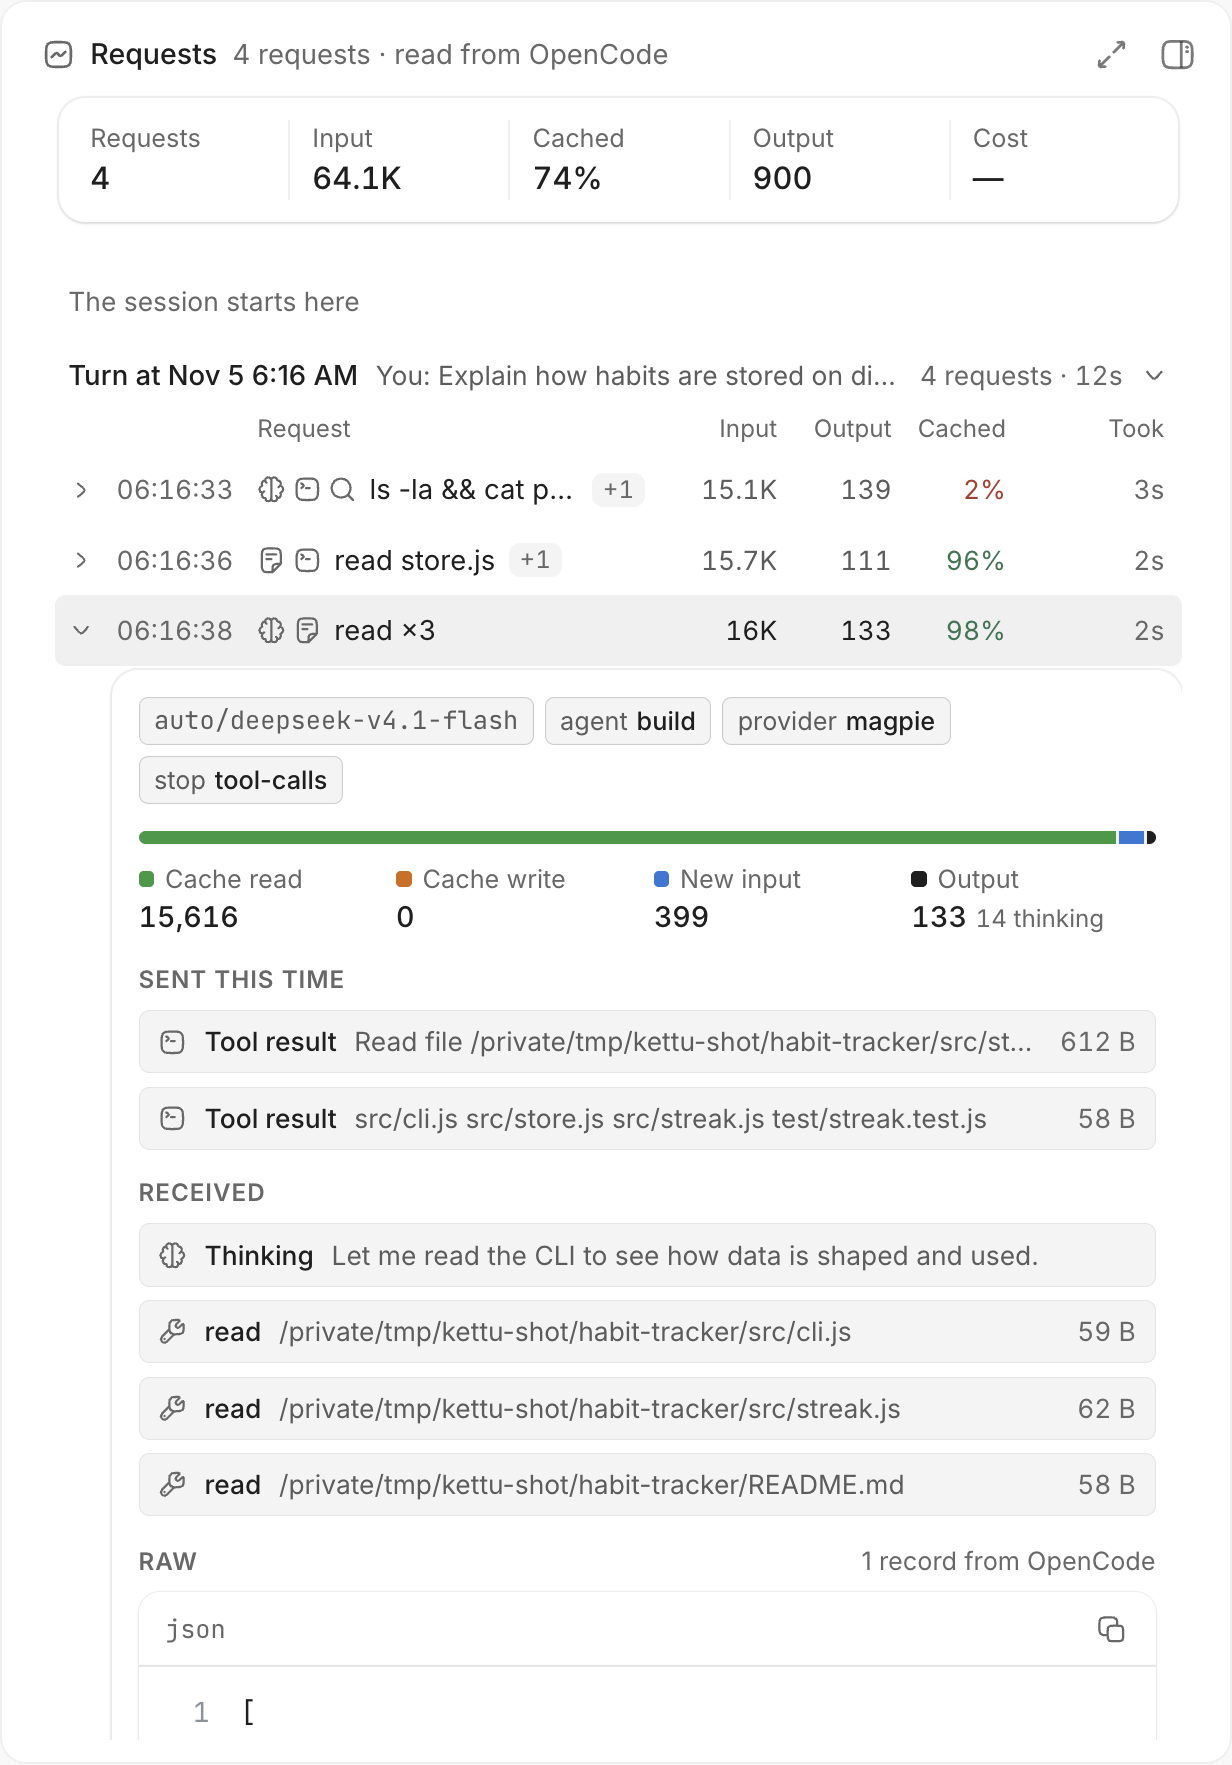 Requests 4 requests · read from OpenCode
Requests Input Cached Output Cost
4 64.1K 74% 900 —
The session starts here
Turn at Nov 5 6:16 AM You: Explain how habits are stored on di... 4 requests · 12s
Request Input Output Cached Took
06:16:33 ls -la && cat p... +1 15.1K 139 2% 3s
06:16:36 read store.js +1 15.7K 111 96% 2s
06:16:38 read ×3 16K 133 98% 2s
auto/deepseek-v4.1-flash agent build provider magpie
stop tool-calls
Cache read Cache write New input Output
15,616 0 399 133 14 thinking
SENT THIS TIME
Tool result Read file /private/tmp/kettu-shot/habit-tracker/src/st... 612 B
Tool result src/cli.js src/store.js src/streak.js test/streak.test.js 58 B
RECEIVED
Thinking Let me read the CLI to see how data is shaped and used.
read /private/tmp/kettu-shot/habit-tracker/src/cli.js 59 B
read /private/tmp/kettu-shot/habit-tracker/src/streak.js 62 B
read /private/tmp/kettu-shot/habit-tracker/README.md 58 B
RAW 1 record from OpenCode
json
1 [